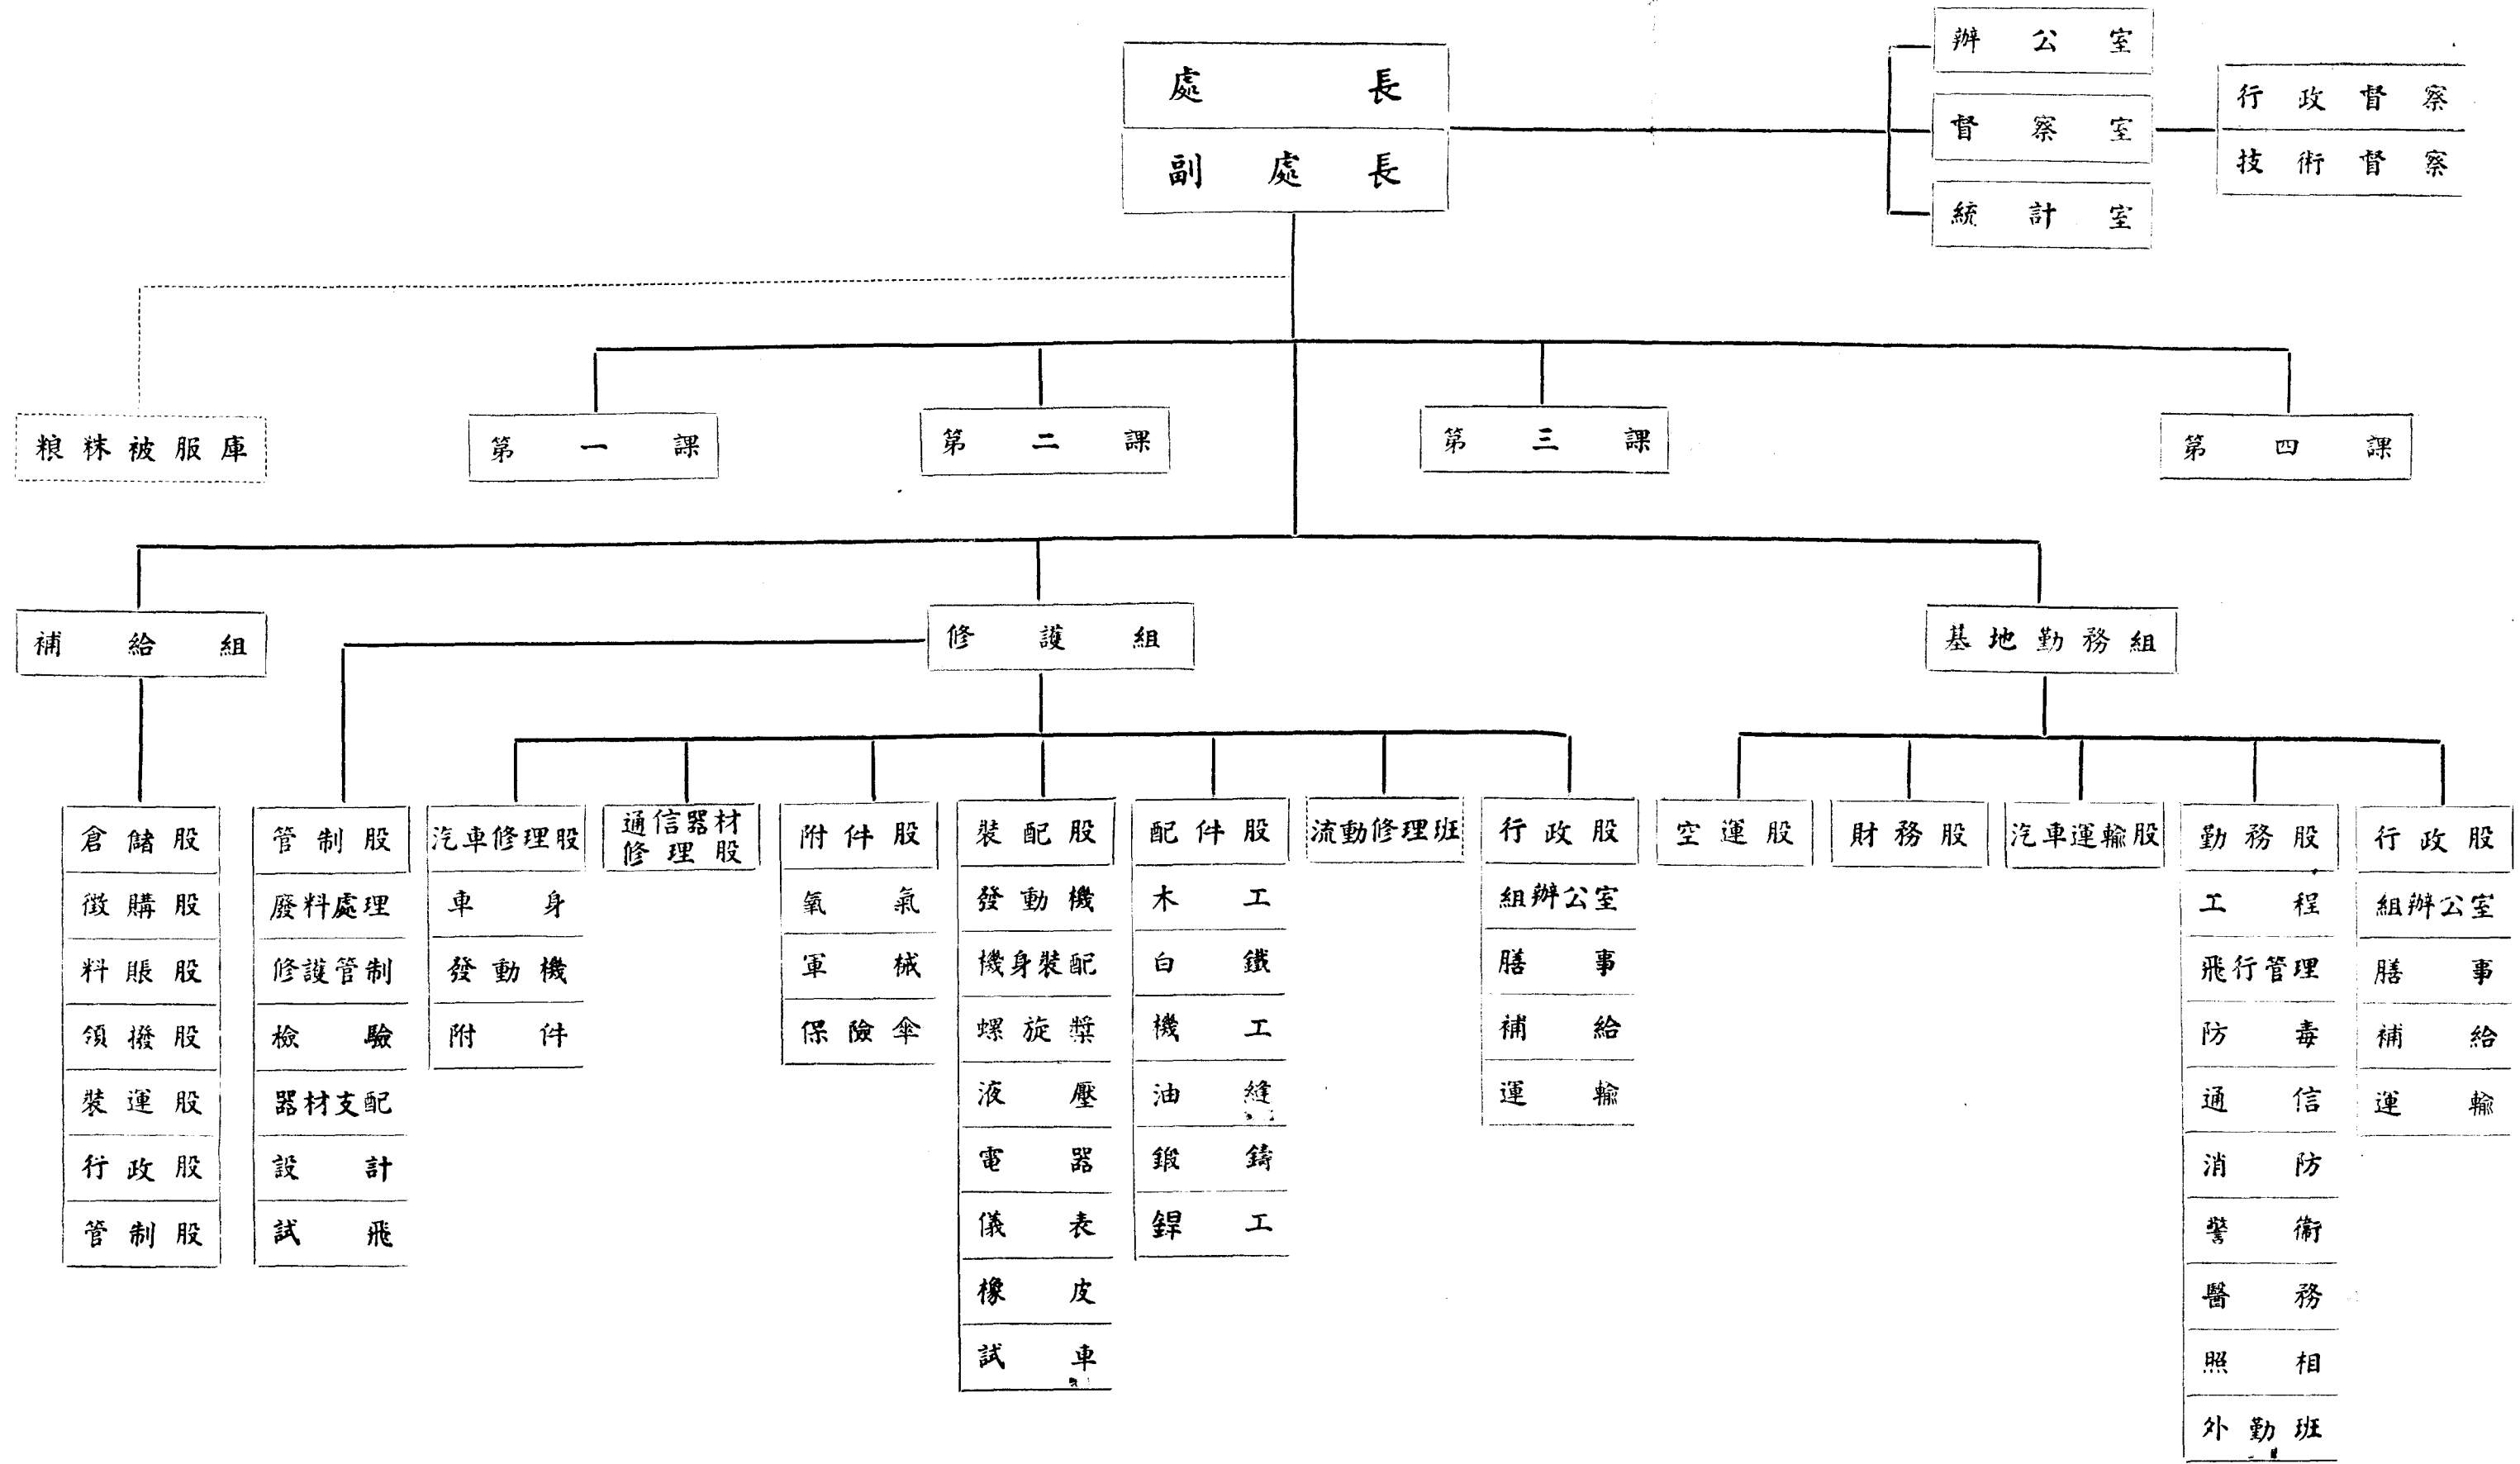 處長
副處長
辦公室
督察室
統計室
行政督察
技術督察
粮秣被服庫
第一課
第二課
第三課
第四課
補給組
修護組
基地勤務組
倉儲股
徵購股
料賬股
領撥股
裝運股
行政股
管制股
管制股
廢料處理
修護管制
檢驗
器材支配
設計
試飛
汽車修理股
車身
發動機
附件
通信器材
修理股
附件股
氧氣
軍械
保險傘
裝配股
發動機
機身裝配
螺旋槳
液壓
電器
儀表
橡皮
試車
配件股
木工
白鐵
機工
油縫
鍛鑄
銲工
流動修理班
行政股
組辦公室
膳事
補給
運輸
空運股
財務股
汽車運輸股
勤務股
工程
飛行管理
防毒
通信
消防
警衞
醫務
照相
外勤班
行政股
組辦公室
膳事
補給
運輸